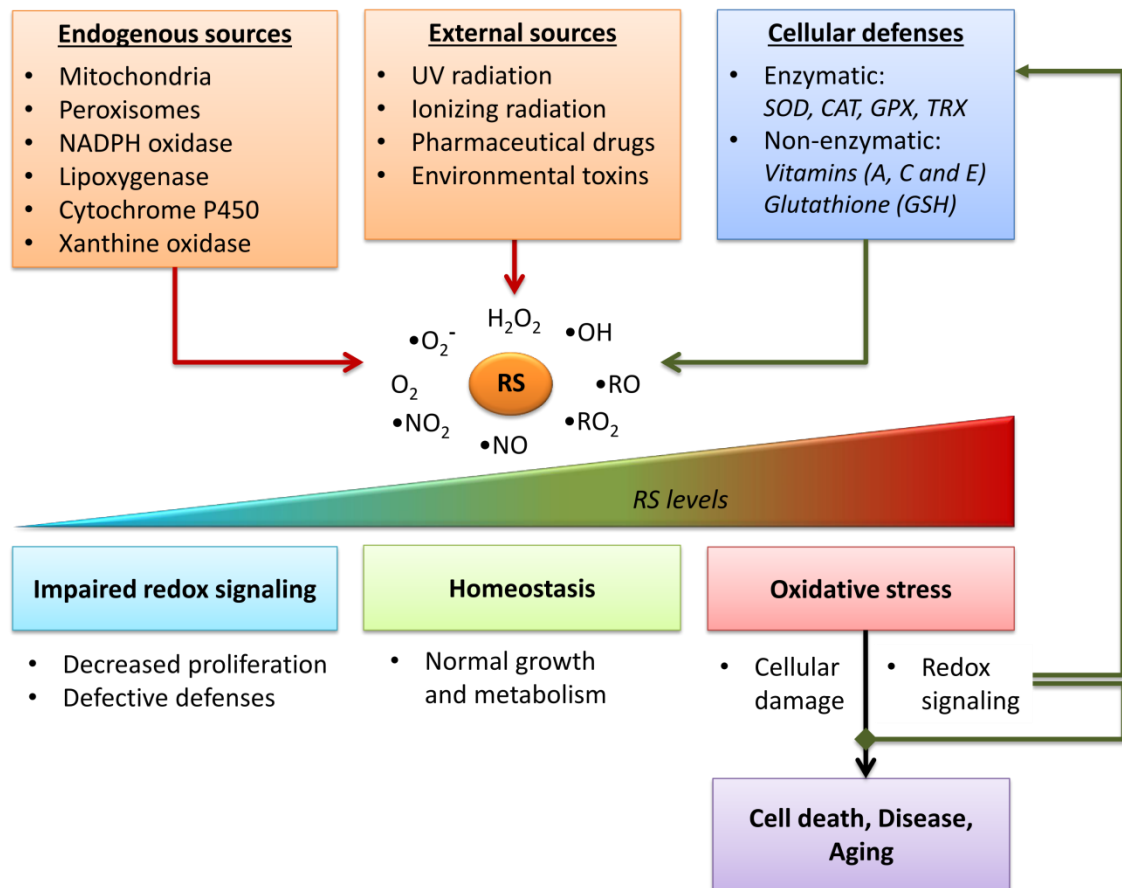 Endogenous sources
• Mitochondria
• Peroxisomes
• NADPH oxidase
• Lipoxygenase
• Cytochrome P450
• Xanthine oxidase
External sources
• UV radiation
• Ionizing radiation
• Pharmaceutical drugs
• Environmental toxins
Cellular defenses
• Enzymatic:
SOD, CAT, GPX, TRX
• Non-enzymatic:
Vitamins (A, C and E)
Glutathione (GSH)
H₂O₂
•O₂⁻
•OH
O₂
RS
•RO
•NO₂
•RO₂
•NO
RS levels
Impaired redox signaling
• Decreased proliferation
• Defective defenses
Homeostasis
• Normal growth
and metabolism
Oxidative stress
• Cellular
damage
• Redox
signaling
Cell death, Disease,
Aging